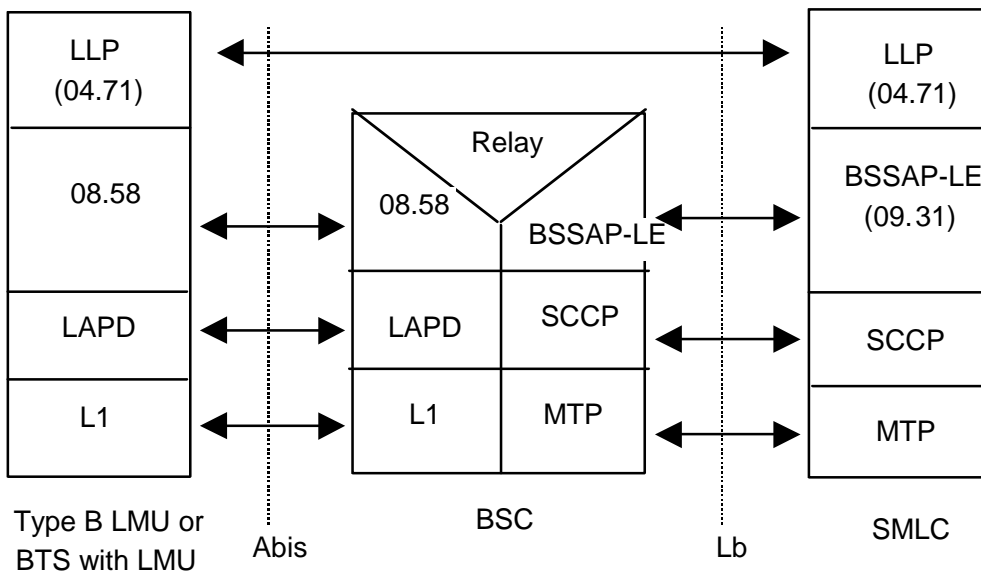 LLP
(04.71)
08.58
LAPD
L1
Type B LMU or
BTS with LMU
Abis
Relay
08.58
BSSAP-LE
LAPD
SCCP
L1
MTP
BSC
Lb
LLP
(04.71)
BSSAP-LE
(09.31)
SCCP
MTP
SMLC